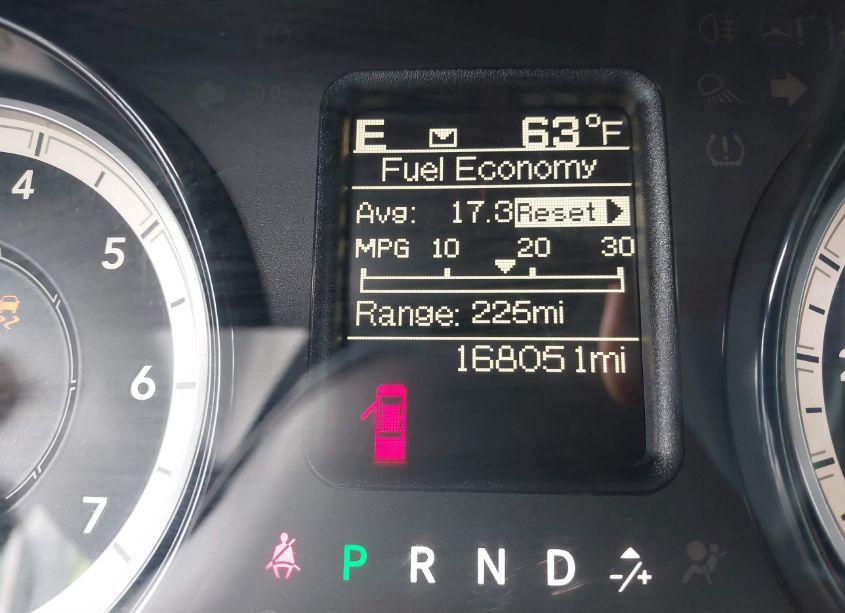 E 63°F
Fuel Economy
Avg: 17.3 Reset
MPG 10 20 30
Range: 225mi
168051mi
4
5
6
7
P R N D -/+